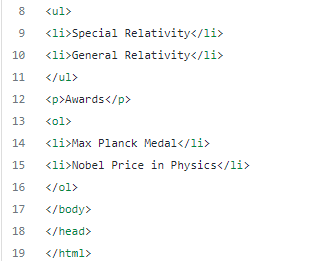 8 <ul>
9 <li>Special Relativity</li>
10 <li>General Relativity</li>
11 </ul>
12 <p>Awards</p>
13 <ol>
14 <li>Max Planck Medal</li>
15 <li>Nobel Price in Physics</li>
16 </ol>
17 </body>
18 </head>
19 </html>